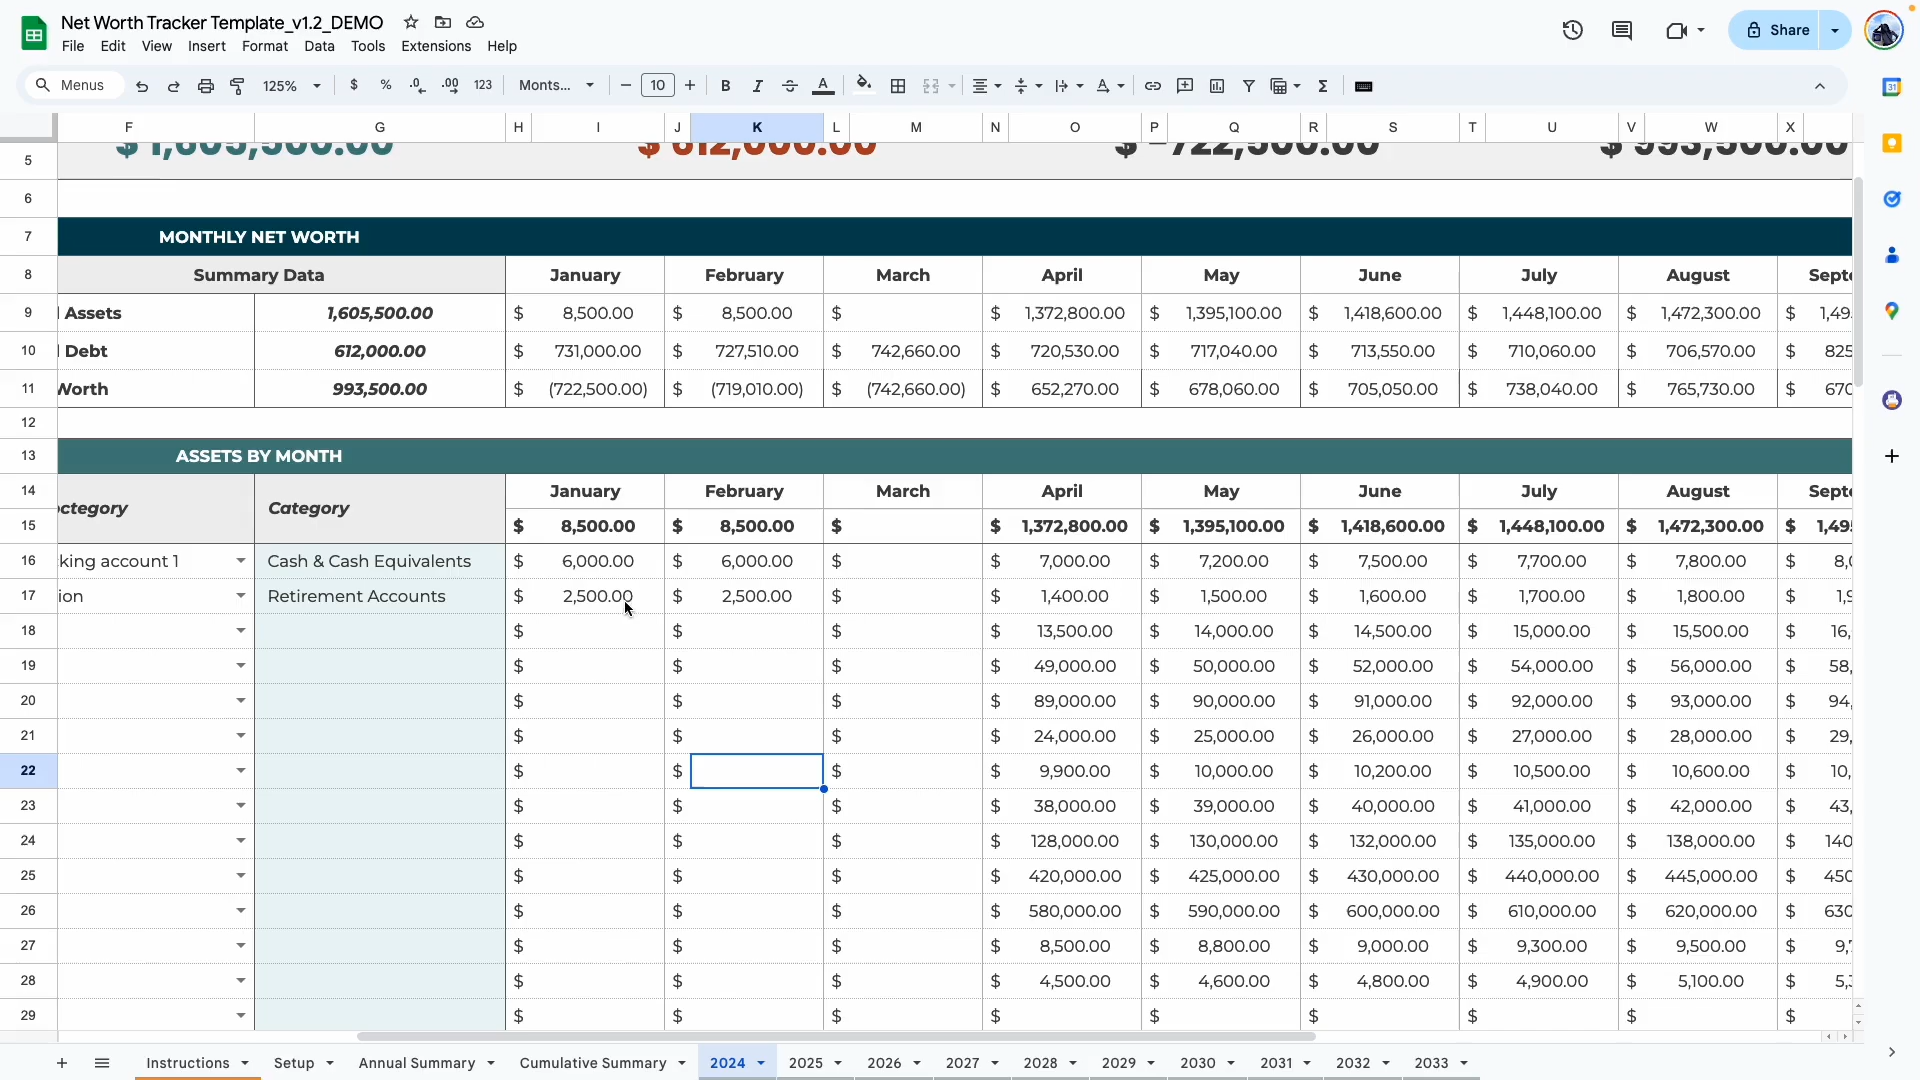 Net Worth Tracker Template_v1.2_DEMO
File Edit View Insert Format Data Tools Extensions Help
Share
Menus 125% $ % .0 .00 123 Monts... 10 B I A
F G H I J K L M N O P Q R S T U V W X
5 $ 1,605,500.00 $ 612,000.00 $ -722,500.00 $ 993,500.00
6
7 MONTHLY NET WORTH
8 Summary Data January February March April May June July August Septe
9 Assets 1,605,500.00 $ 8,500.00 $ 8,500.00 $ $ 1,372,800.00 $ 1,395,100.00 $ 1,418,600.00 $ 1,448,100.00 $ 1,472,300.00 $ 1,49
10 Debt 612,000.00 $ 731,000.00 $ 727,510.00 $ 742,660.00 $ 720,530.00 $ 717,040.00 $ 713,550.00 $ 710,060.00 $ 706,570.00 $ 825
11 Worth 993,500.00 $ (722,500.00) $ (719,010.00) $ (742,660.00) $ 652,270.00 $ 678,060.00 $ 705,050.00 $ 738,040.00 $ 765,730.00 $ 670
12
13 ASSETS BY MONTH
14 January February March April May June July August Septe
ctegory Category
15 $ 8,500.00 $ 8,500.00 $ $ 1,372,800.00 $ 1,395,100.00 $ 1,418,600.00 $ 1,448,100.00 $ 1,472,300.00 $ 1,495
16 king account 1 Cash & Cash Equivalents $ 6,000.00 $ 6,000.00 $ $ 7,000.00 $ 7,200.00 $ 7,500.00 $ 7,700.00 $ 7,800.00 $ 8,0
17 ion Retirement Accounts $ 2,500.00 $ 2,500.00 $ $ 1,400.00 $ 1,500.00 $ 1,600.00 $ 1,700.00 $ 1,800.00 $ 1,9
18 $ $ $ $ 13,500.00 $ 14,000.00 $ 14,500.00 $ 15,000.00 $ 15,500.00 $ 16,
19 $ $ $ $ 49,000.00 $ 50,000.00 $ 52,000.00 $ 54,000.00 $ 56,000.00 $ 58,
20 $ $ $ $ 89,000.00 $ 90,000.00 $ 91,000.00 $ 92,000.00 $ 93,000.00 $ 94,
21 $ $ $ $ 24,000.00 $ 25,000.00 $ 26,000.00 $ 27,000.00 $ 28,000.00 $ 29,
22 $ $ $ $ 9,900.00 $ 10,000.00 $ 10,200.00 $ 10,500.00 $ 10,600.00 $ 10,
23 $ $ $ $ 38,000.00 $ 39,000.00 $ 40,000.00 $ 41,000.00 $ 42,000.00 $ 43,
24 $ $ $ $ 128,000.00 $ 130,000.00 $ 132,000.00 $ 135,000.00 $ 138,000.00 $ 140
25 $ $ $ $ 420,000.00 $ 425,000.00 $ 430,000.00 $ 440,000.00 $ 445,000.00 $ 450
26 $ $ $ $ 580,000.00 $ 590,000.00 $ 600,000.00 $ 610,000.00 $ 620,000.00 $ 630
27 $ $ $ $ 8,500.00 $ 8,800.00 $ 9,000.00 $ 9,300.00 $ 9,500.00 $ 9,
28 $ $ $ $ 4,500.00 $ 4,600.00 $ 4,800.00 $ 4,900.00 $ 5,100.00 $ 5,
29 $ $ $ $ $ $ $ $ $
Instructions Setup Annual Summary Cumulative Summary 2024 2025 2026 2027 2028 2029 2030 2031 2032 2033